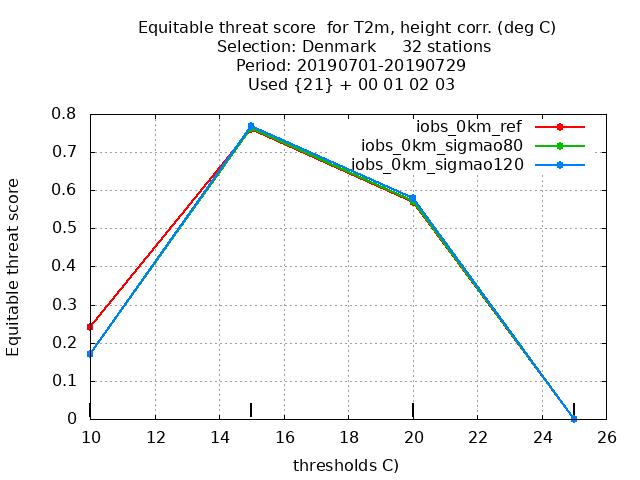 Equitable threat score  for T2m, height corr. (deg C)
Selection: Denmark     32 stations
Period: 20190701-20190729
Used {21} + 00 01 02 03
iobs_0km_ref
iobs_0km_sigmao80
iobs_0km_sigmao120
Equitable threat score
0.8
0.7
0.6
0.5
0.4
0.3
0.2
0.1
0
10 12 14 16 18 20 22 24 26
thresholds C)